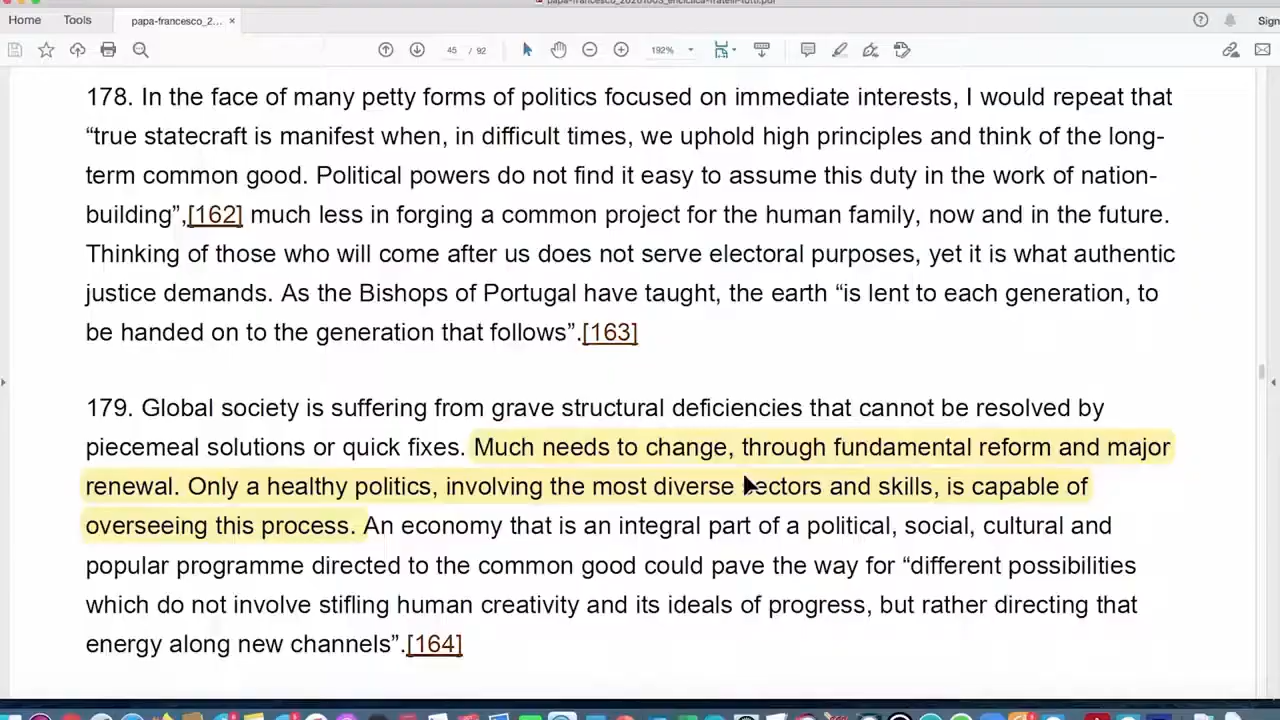 papa-francesco_20201003_enciclica-fratelli-tutti.pdf
Home Tools papa-francesco_2... × Sign
45 / 92 192%
178. In the face of many petty forms of politics focused on immediate interests, I would repeat that
“true statecraft is manifest when, in difficult times, we uphold high principles and think of the long-
term common good. Political powers do not find it easy to assume this duty in the work of nation-
building”,[162] much less in forging a common project for the human family, now and in the future.
Thinking of those who will come after us does not serve electoral purposes, yet it is what authentic
justice demands. As the Bishops of Portugal have taught, the earth “is lent to each generation, to
be handed on to the generation that follows”.[163]
179. Global society is suffering from grave structural deficiencies that cannot be resolved by
piecemeal solutions or quick fixes. Much needs to change, through fundamental reform and major
renewal. Only a healthy politics, involving the most diverse sectors and skills, is capable of
overseeing this process. An economy that is an integral part of a political, social, cultural and
popular programme directed to the common good could pave the way for “different possibilities
which do not involve stifling human creativity and its ideals of progress, but rather directing that
energy along new channels”.[164]